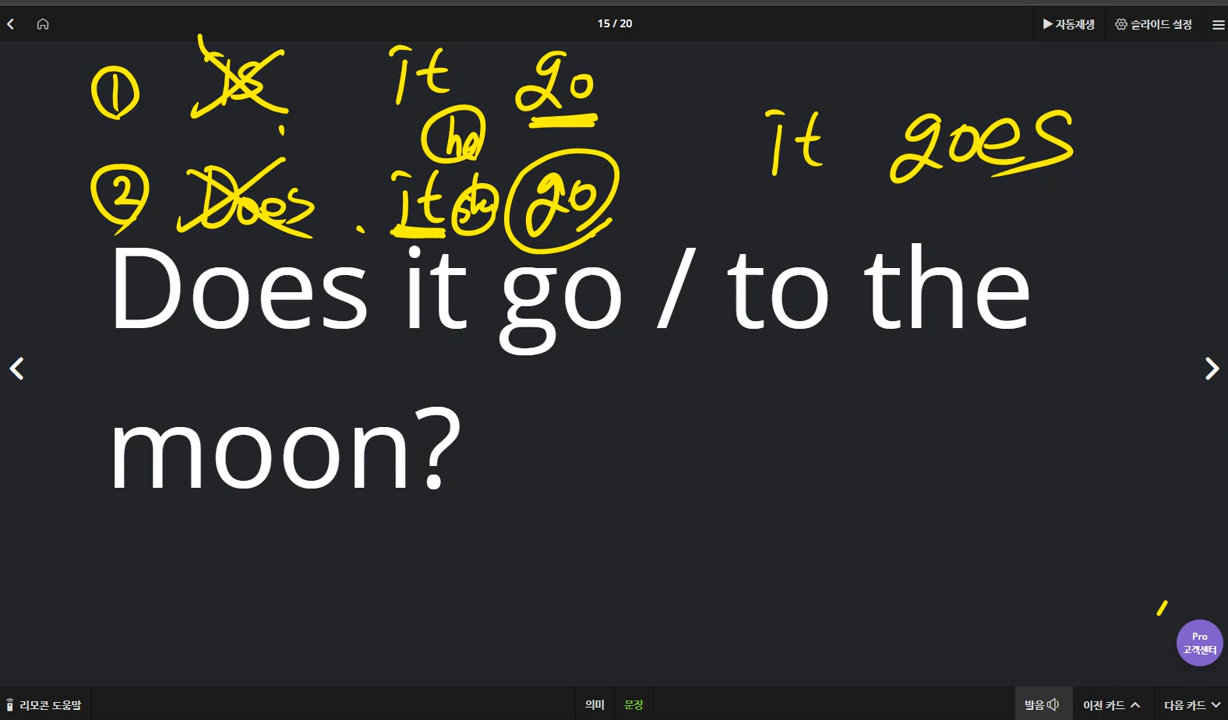 15 / 20
자동재생
슬라이드 설정
① Is it go
he
② Does it she go
it goes
Does it go / to the
moon?
Pro
고객센터
리모콘 도움말
의미
문장
발음
이전 카드
다음 카드